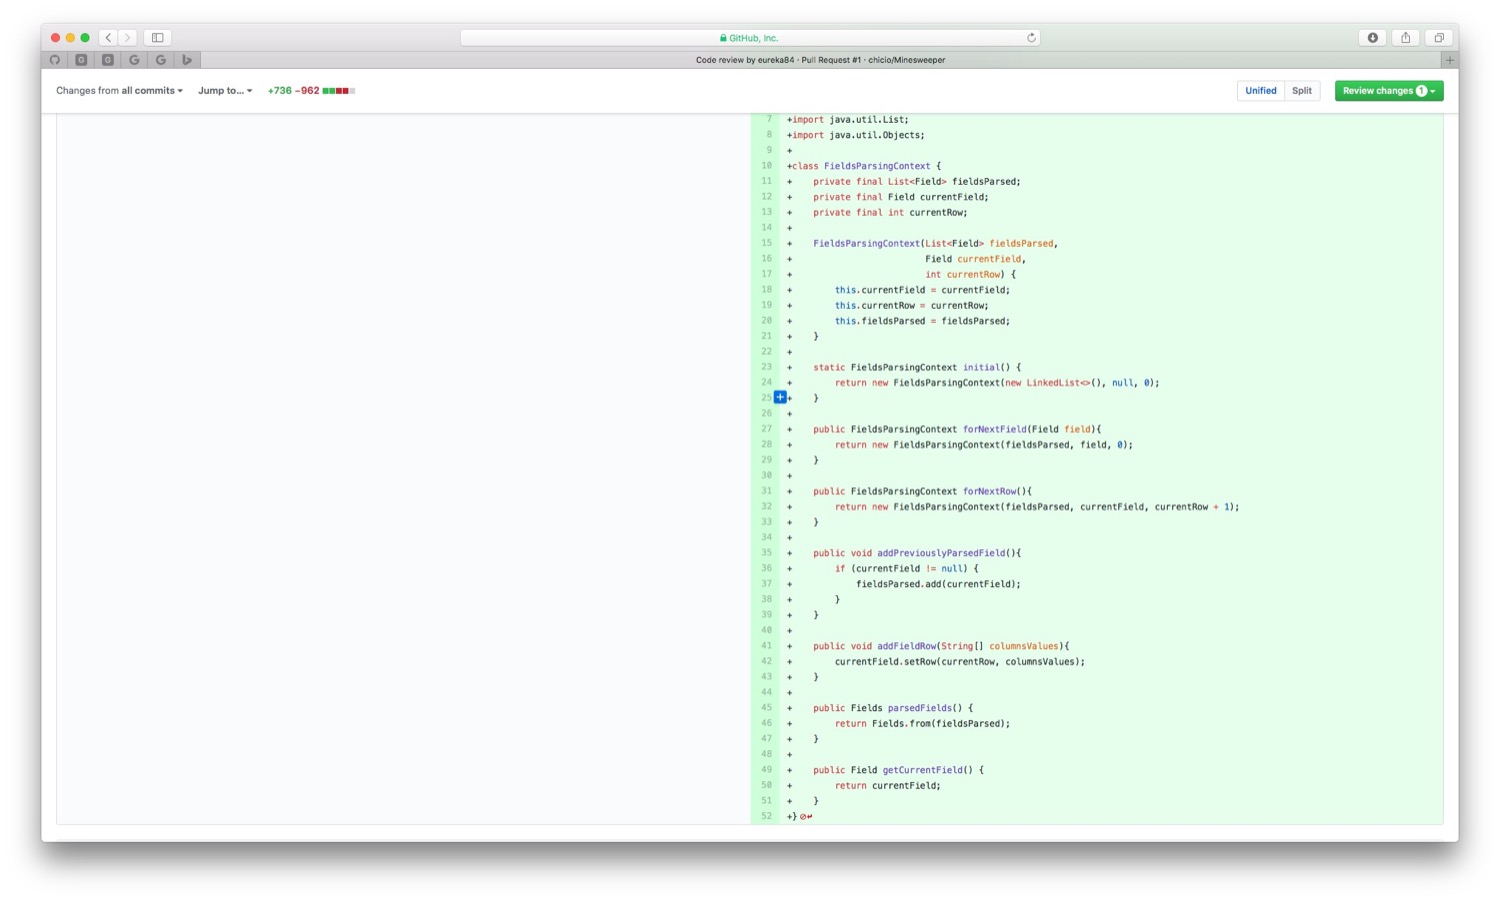 GitHub, Inc.
Code review by eureka84 · Pull Request #1 · chicio/Minesweeper
Changes from all commits Jump to... +736 −962 Unified Split Review changes 1
7 +import java.util.List;
8 +import java.util.Objects;
9 +
10 +class FieldsParsingContext {
11 + private final List<Field> fieldsParsed;
12 + private final Field currentField;
13 + private final int currentRow;
14 +
15 + FieldsParsingContext(List<Field> fieldsParsed,
16 + Field currentField,
17 + int currentRow) {
18 + this.currentField = currentField;
19 + this.currentRow = currentRow;
20 + this.fieldsParsed = fieldsParsed;
21 + }
22 +
23 + static FieldsParsingContext initial() {
24 + return new FieldsParsingContext(new LinkedList<>(), null, 0);
25 + }
26 +
27 + public FieldsParsingContext forNextField(Field field){
28 + return new FieldsParsingContext(fieldsParsed, field, 0);
29 + }
30 +
31 + public FieldsParsingContext forNextRow(){
32 + return new FieldsParsingContext(fieldsParsed, currentField, currentRow + 1);
33 + }
34 +
35 + public void addPreviouslyParsedField(){
36 + if (currentField != null) {
37 + fieldsParsed.add(currentField);
38 + }
39 + }
40 +
41 + public void addFieldRow(String[] columnsValues){
42 + currentField.setRow(currentRow, columnsValues);
43 + }
44 +
45 + public Fields parsedFields() {
46 + return Fields.from(fieldsParsed);
47 + }
48 +
49 + public Field getCurrentField() {
50 + return currentField;
51 + }
52 +}